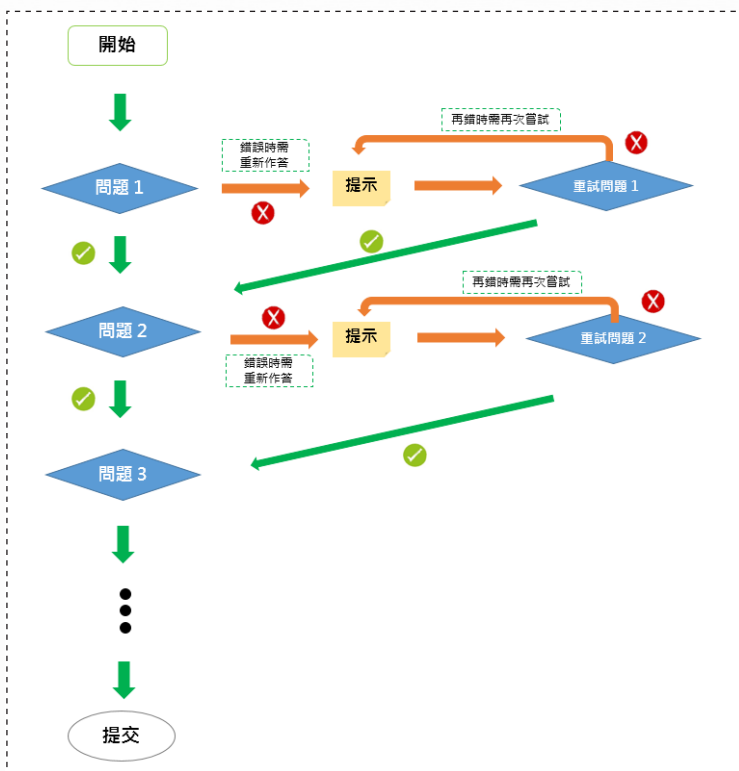 開始
再錯時需再次嘗試
錯誤時需
重新作答
問題 1
提示
重試問題 1
再錯時需再次嘗試
問題 2
提示
重試問題 2
錯誤時需
重新作答
問題 3
提交